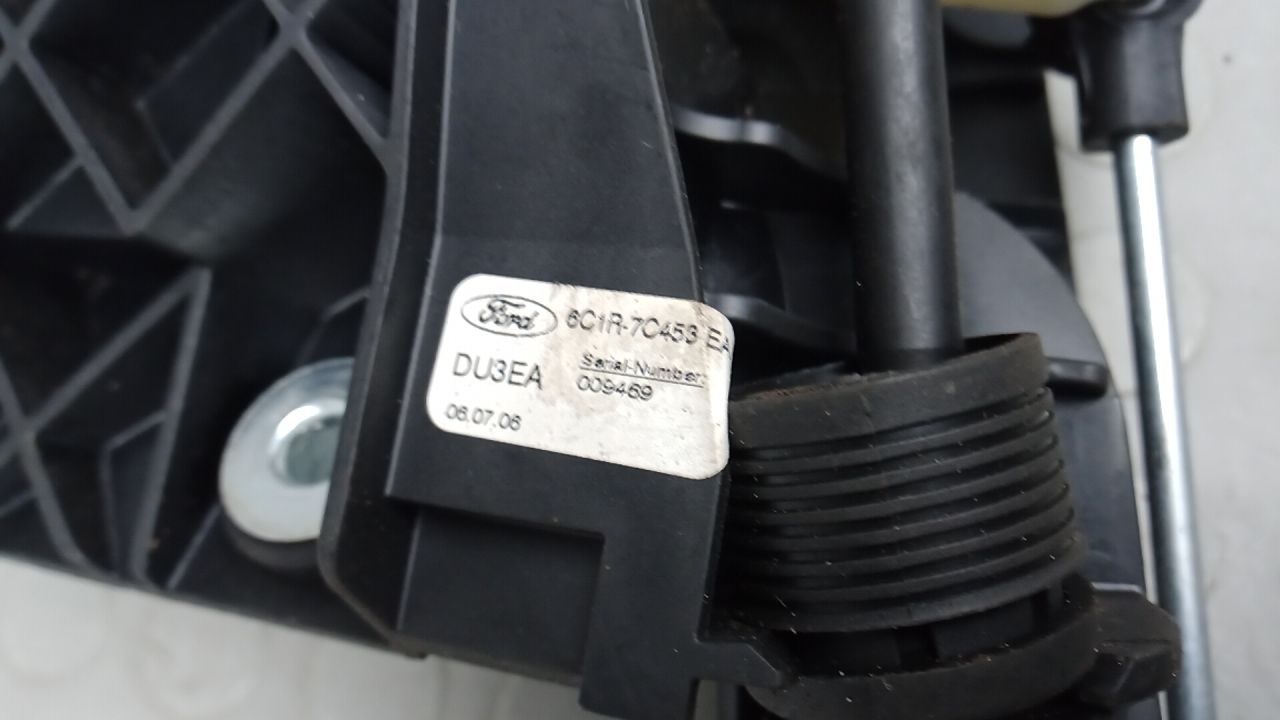 Ford 6C1R-7C453 EA
DU3EA Serial-Number:
009469
06.07.06